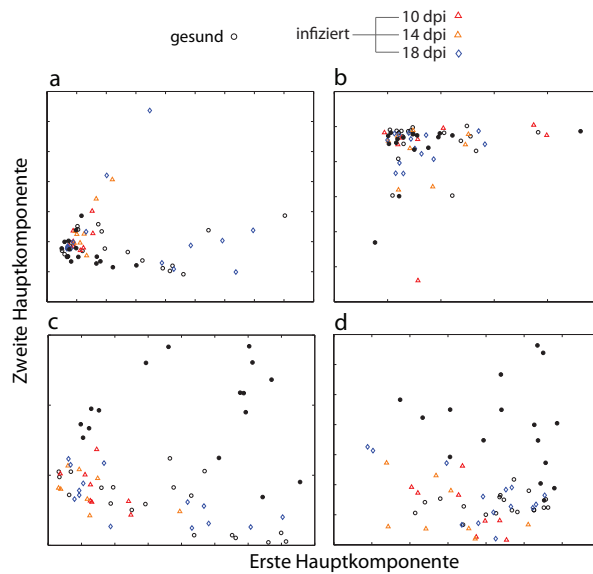 gesund
infiziert
10 dpi
14 dpi
18 dpi
a
b
c
d
Zweite Hauptkomponente
Erste Hauptkomponente